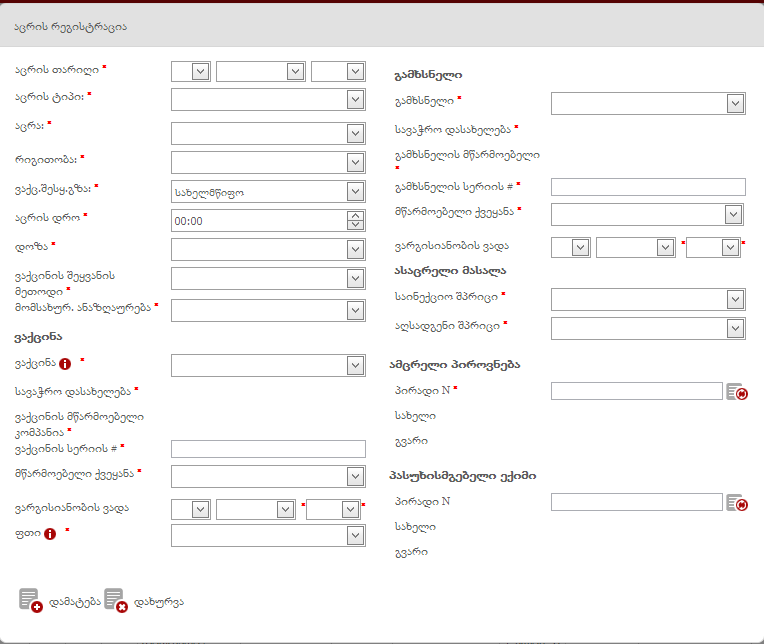 აცრის რეგისტრაცია
აცრის თარიღი *
აცრის ტიპი: *
აცრა: *
რიგითობა: *
ვაქც.შესყ.გზა: *
სახელმწიფო
აცრის დრო *
00:00
დოზა *
ვაქცინის შეყვანის
მეთოდი *
მომსახურ. ანაზღაურება *
ვაქცინა
ვაქცინა *
სავაჭრო დასახელება *
ვაქცინის მწარმოებელი
კომპანია *
ვაქცინის სერიის # *
მწარმოებელი ქვეყანა *
ვარგისიანობის ვადა * *
ფთი *
გამხსნელი
გამხსნელი *
სავაჭრო დასახელება *
გამხსნელის მწარმოებელი
*
გამხსნელის სერიის # *
მწარმოებელი ქვეყანა *
ვარგისიანობის ვადა * *
ასაცრელი მასალა
საინექციო შპრიცი *
აღსადგენი შპრიცი *
ამცრელი პიროვნება
პირადი N *
სახელი
გვარი
პასუხისმგებელი ექიმი
პირადი N
სახელი
გვარი
დამატება დახურვა